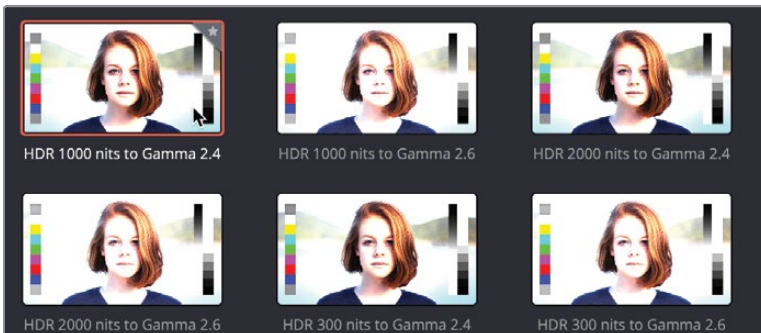 HDR 1000 nits to Gamma 2.4
HDR 1000 nits to Gamma 2.6
HDR 2000 nits to Gamma 2.4
HDR 2000 nits to Gamma 2.6
HDR 300 nits to Gamma 2.4
HDR 300 nits to Gamma 2.6